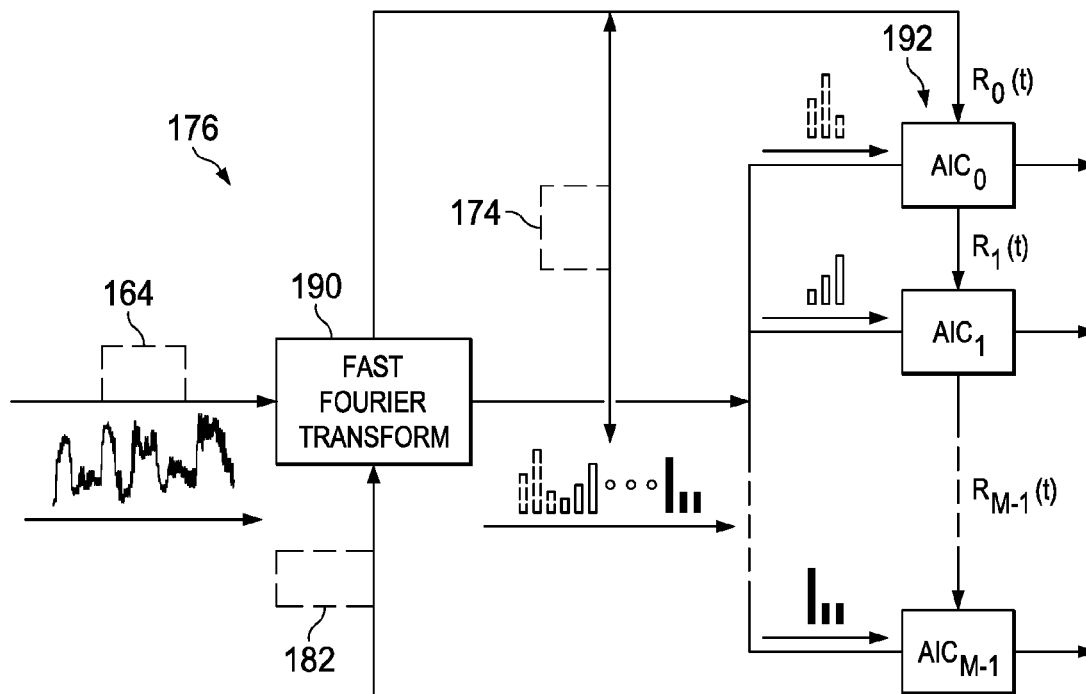 192
R0 (t)
176
AIC0
174
R1 (t)
164
190
AIC1
FAST
FOURIER
TRANSFORM
RM-1 (t)
182
AICM-1